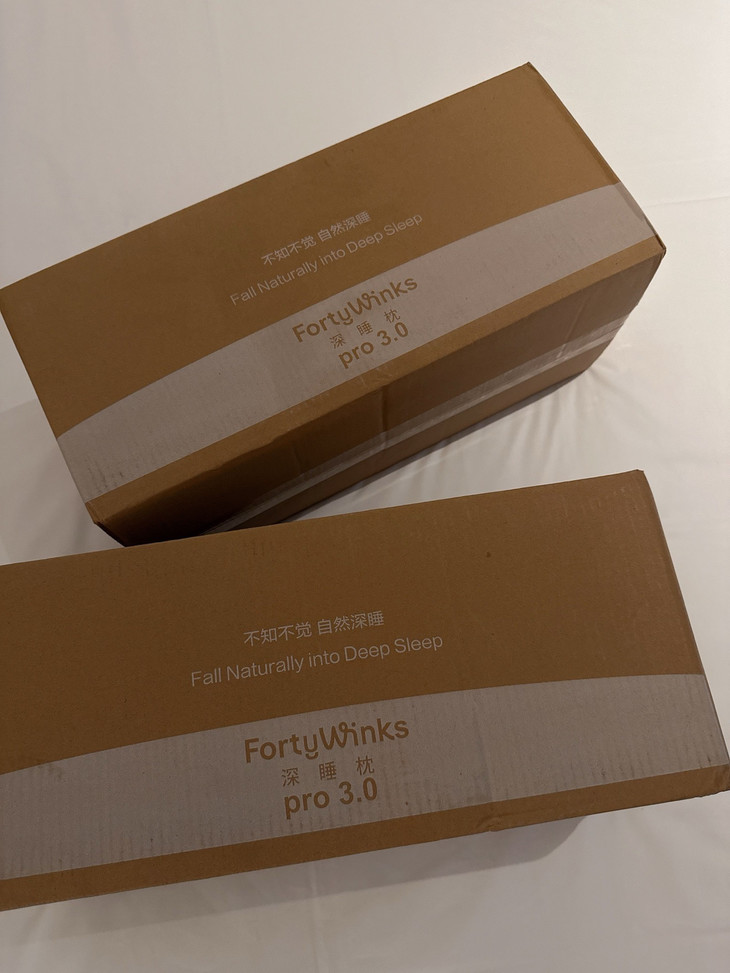 不知不觉 自然深睡
Fall Naturally into Deep Sleep
FortyWinks
深 睡 枕
pro 3.0
不知不觉 自然深睡
Fall Naturally into Deep Sleep
FortyWinks
深 睡 枕
pro 3.0